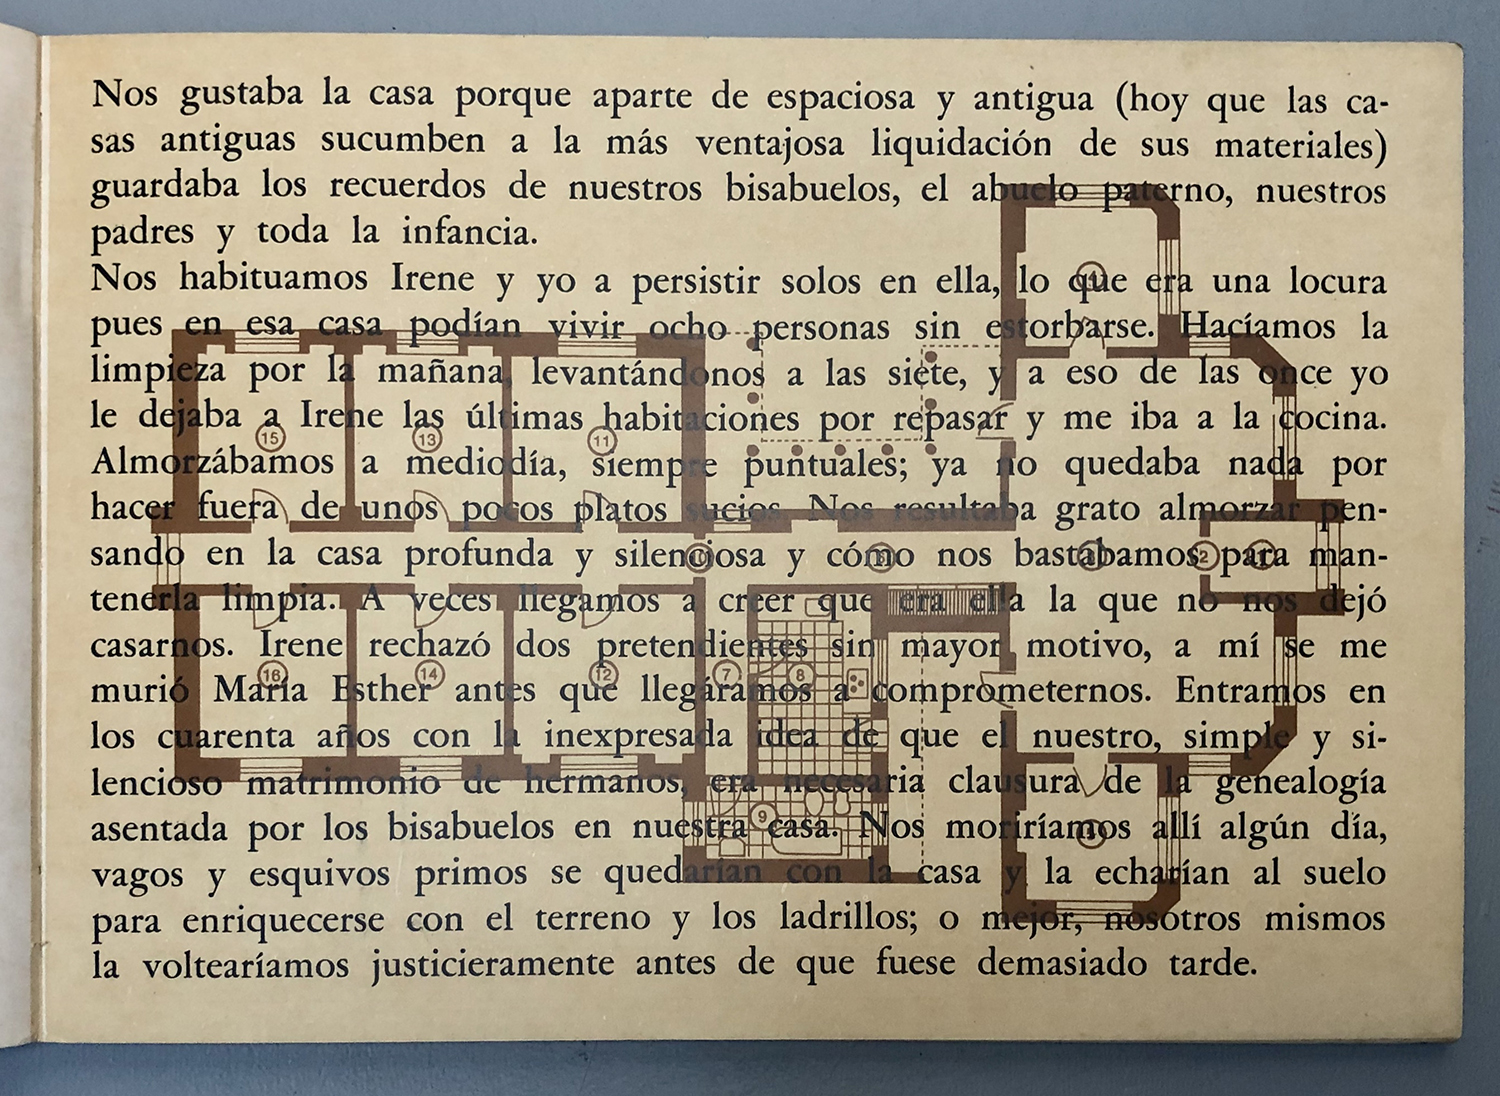 Nos gustaba la casa porque aparte de espaciosa y antigua (hoy que las ca-
sas antiguas sucumben a la más ventajosa liquidación de sus materiales)
guardaba los recuerdos de nuestros bisabuelos, el abuelo paterno, nuestros
padres y toda la infancia.
Nos habituamos Irene y yo a persistir solos en ella, lo que era una locura
pues en esa casa podían vivir ocho personas sin estorbarse. Hacíamos la
limpieza por la mañana, levantándonos a las siete, y a eso de las once yo
le dejaba a Irene las últimas habitaciones por repasar y me iba a la cocina.
Almorzábamos a mediodía, siempre puntuales; ya no quedaba nada por
hacer fuera de unos pocos platos sucios. Nos resultaba grato almorzar pen-
sando en la casa profunda y silenciosa y cómo nos bastábamos para man-
tenerla limpia. A veces llegamos a creer que era ella la que no nos dejó
casarnos. Irene rechazó dos pretendientes sin mayor motivo, a mí se me
murió María Esther antes que llegáramos a comprometernos. Entramos en
los cuarenta años con la inexpresada idea de que el nuestro, simple y si-
lencioso matrimonio de hermanos, era necesaria clausura de la genealogía
asentada por los bisabuelos en nuestra casa. Nos moriríamos allí algún día,
vagos y esquivos primos se quedarían con la casa y la echarían al suelo
para enriquecerse con el terreno y los ladrillos; o mejor, nosotros mismos
la voltearíamos justicieramente antes de que fuese demasiado tarde.
15
13
11
2
16
14
12
7
8
9